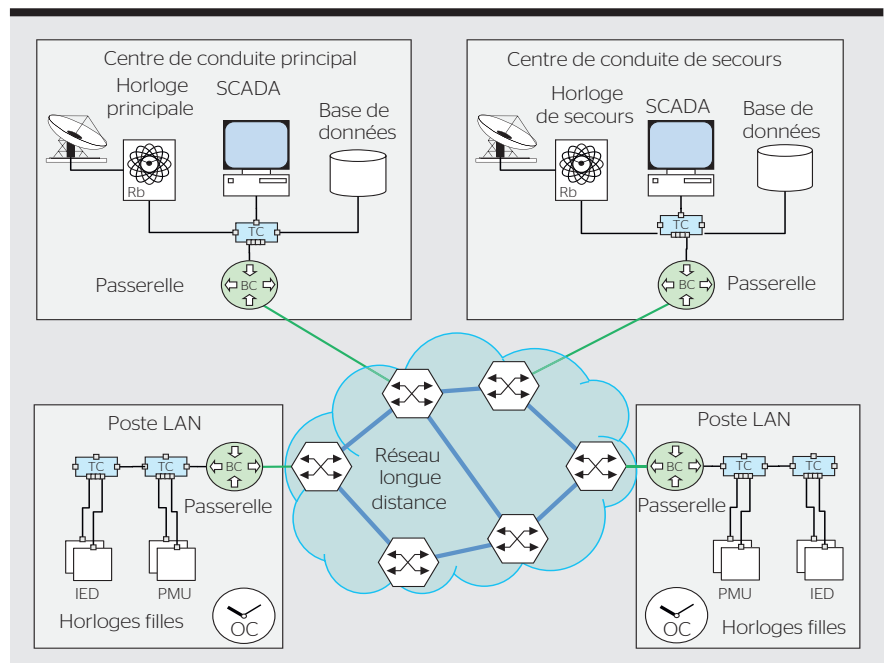 Centre de conduite principal
Horloge
principale
SCADA
Base de
données
Rb
TC
Passerelle
BC
Centre de conduite de secours
Horloge
de secours
SCADA
Base de
données
Rb
TC
BC
Passerelle
Poste LAN
TC
TC
BC
Passerelle
IED
PMU
Horloges filles
OC
Réseau
longue
distance
Poste LAN
BC
TC
TC
Passerelle
PMU
IED
OC
Horloges filles